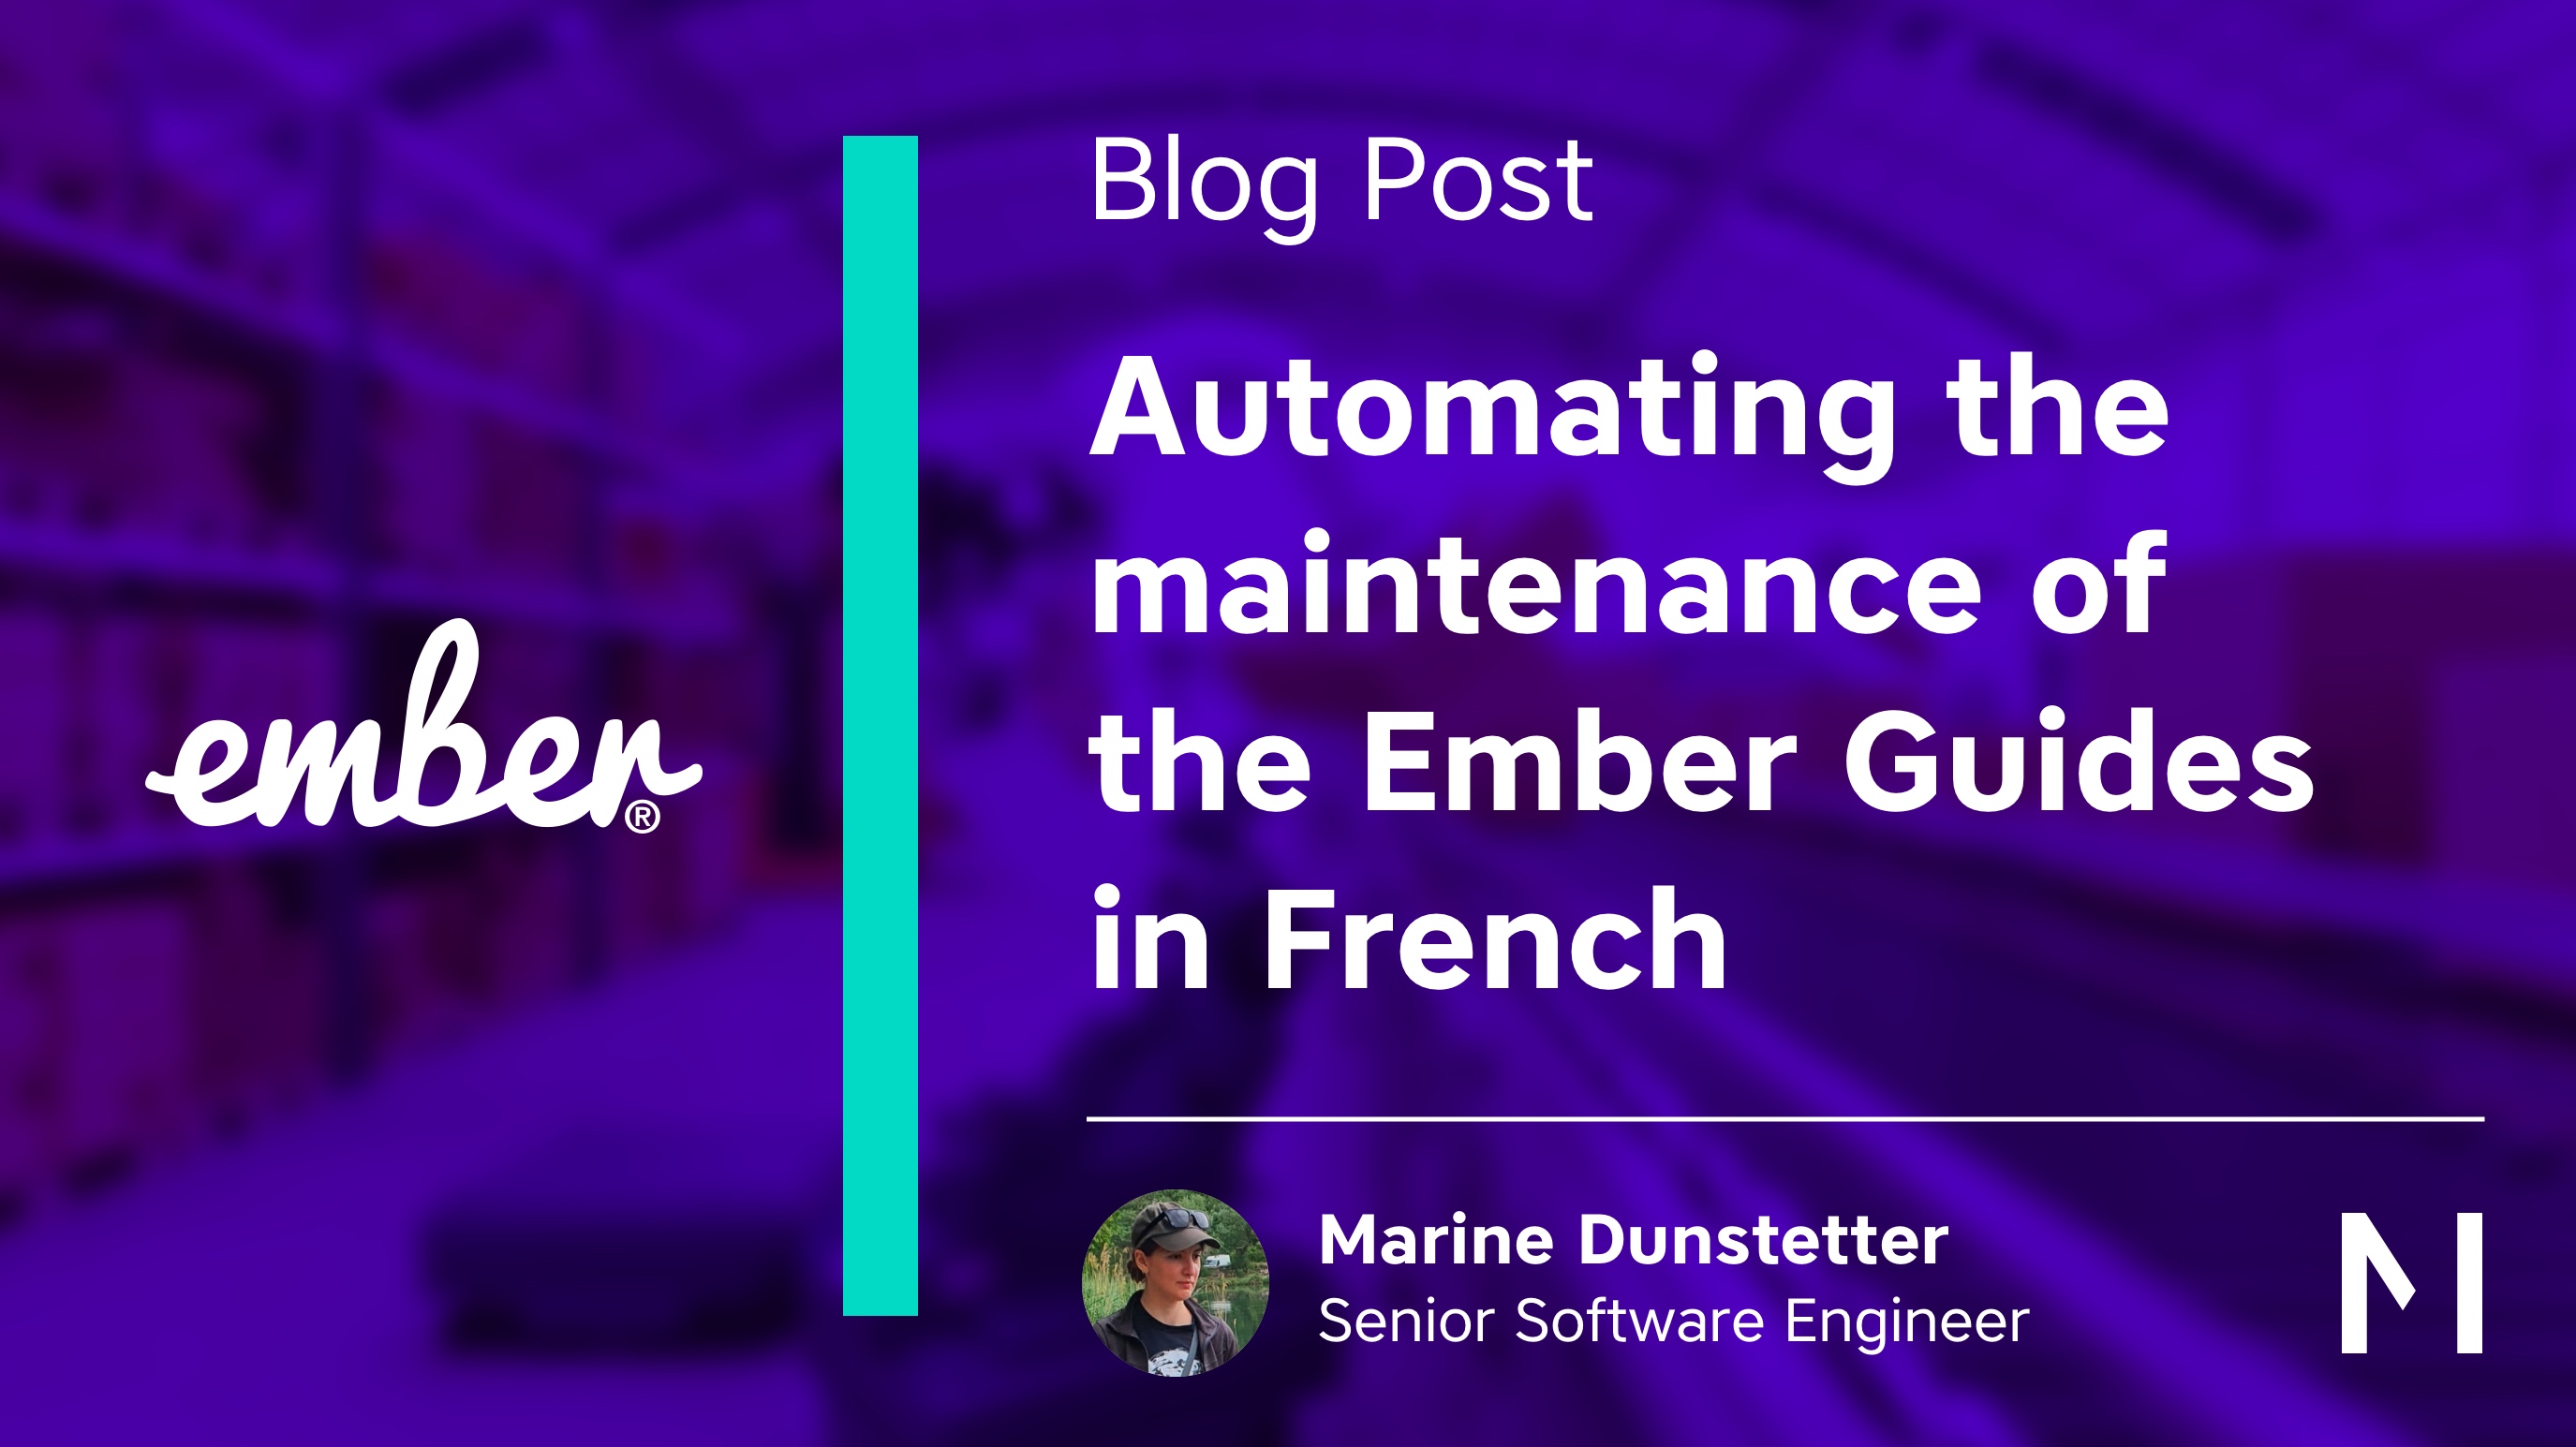 ember®
Blog Post
Automating the
maintenance of
the Ember Guides
in French
Marine Dunstetter
Senior Software Engineer
M